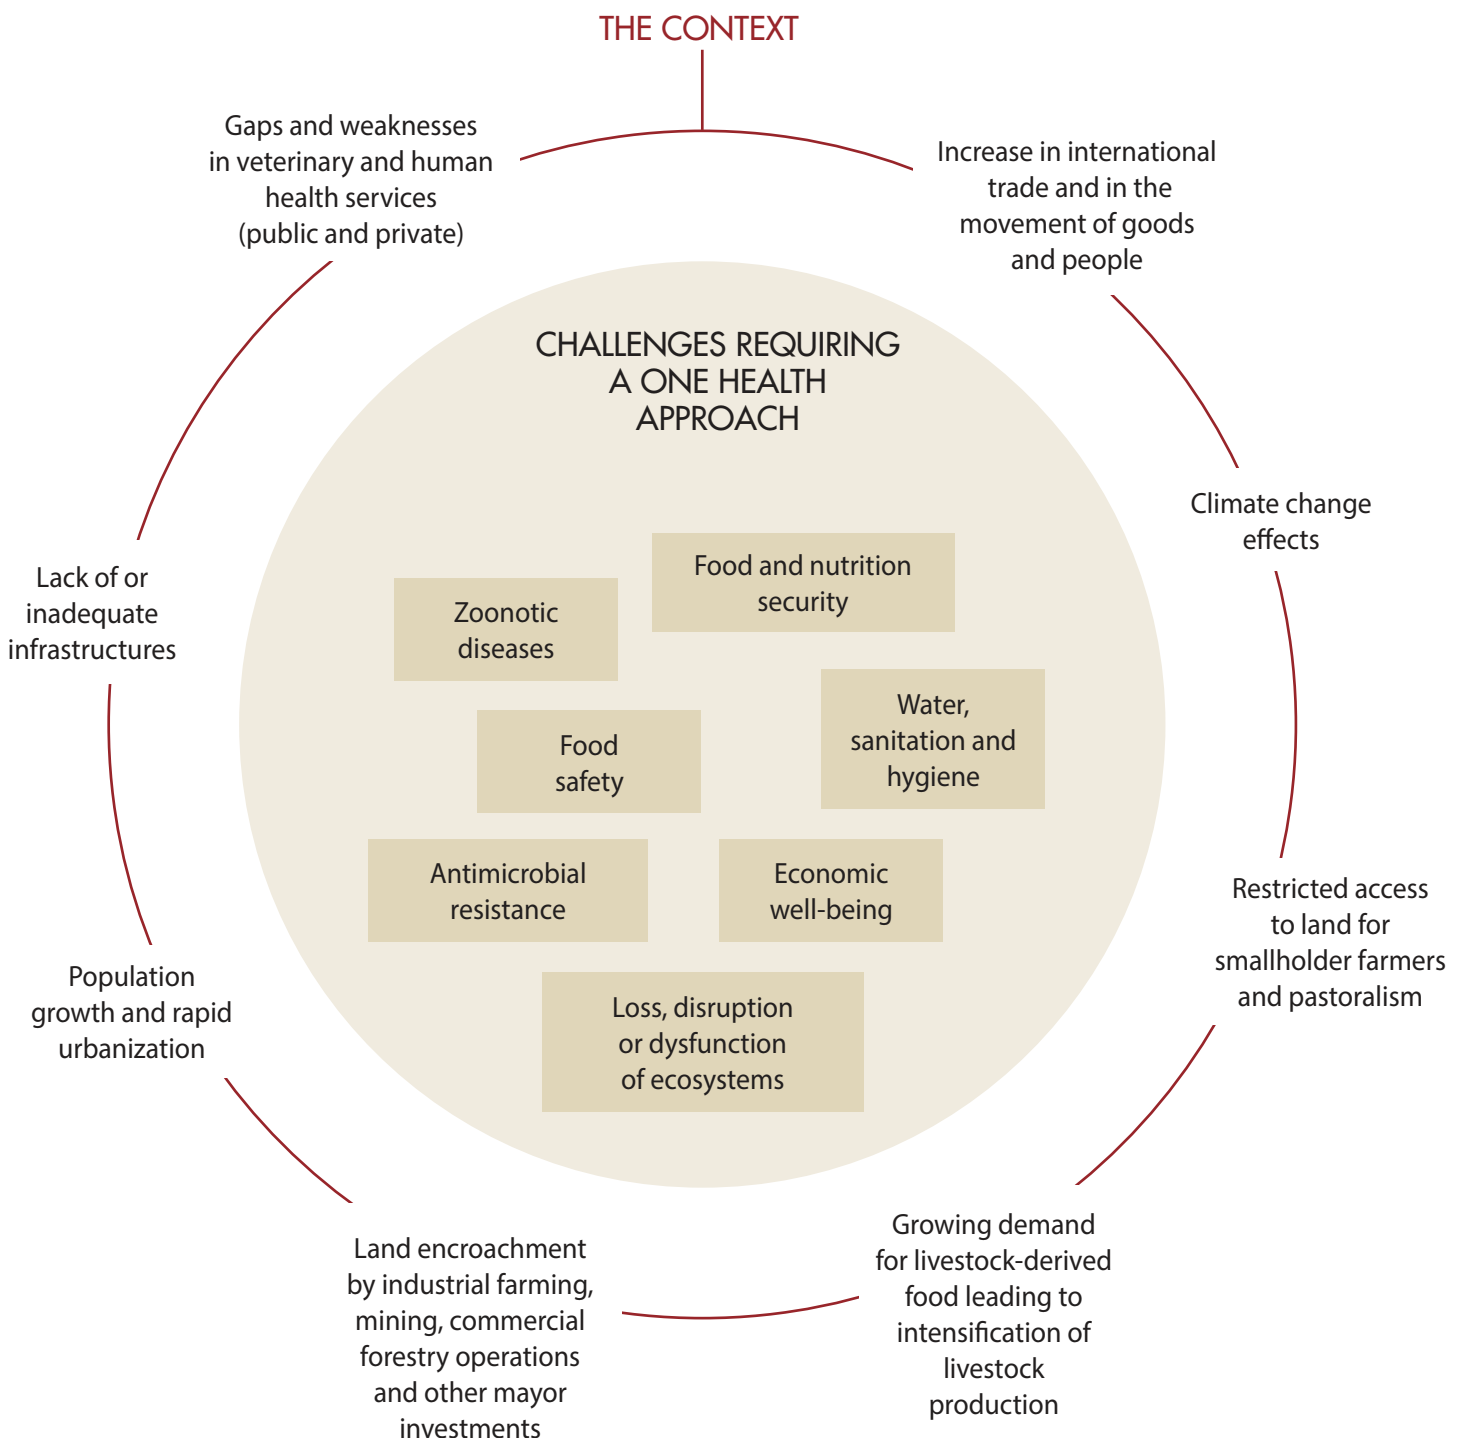 THE CONTEXT
Gaps and weaknesses
in veterinary and human
health services
(public and private)
Increase in international
trade and in the
movement of goods
and people
Climate change
effects
Restricted access
to land for
smallholder farmers
and pastoralism
Growing demand
for livestock-derived
food leading to
intensification of
livestock
production
Land encroachment
by industrial farming,
mining, commercial
forestry operations
and other mayor
investments
Population
growth and rapid
urbanization
Lack of or
inadequate
infrastructures
CHALLENGES REQUIRING
A ONE HEALTH
APPROACH
Zoonotic
diseases
Food and nutrition
security
Food
safety
Water,
sanitation and
hygiene
Antimicrobial
resistance
Economic
well-being
Loss, disruption
or dysfunction
of ecosystems